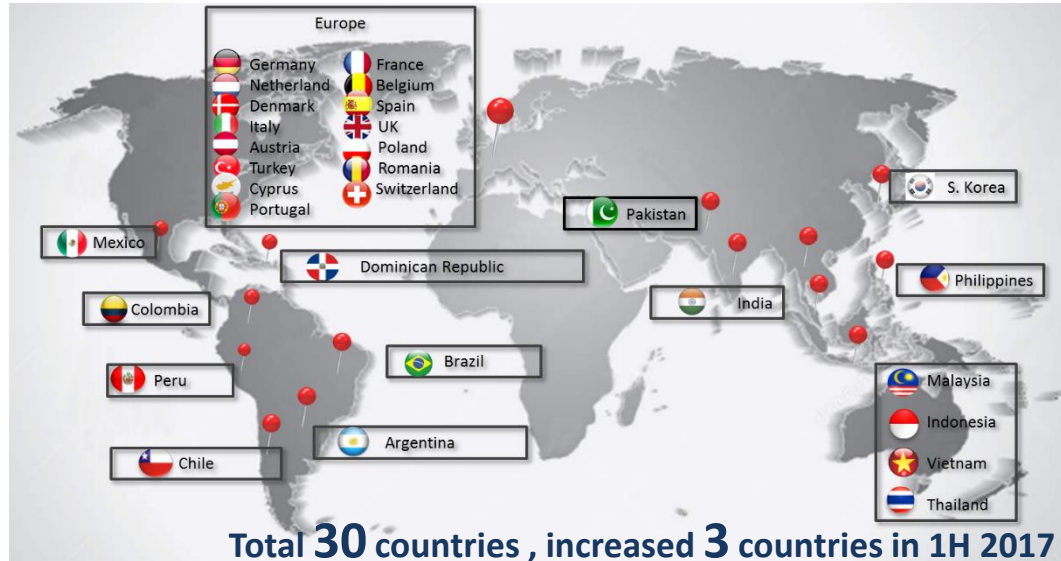 Europe
Germany
Netherland
Denmark
Italy
Austria
Turkey
Cyprus
Portugal
France
Belgium
Spain
UK
Poland
Romania
Switzerland
S. Korea
Pakistan
Mexico
Dominican Republic
Philippines
Colombia
India
Brazil
Peru
Malaysia
Indonesia
Vietnam
Thailand
Argentina
Chile
Total 30 countries , increased 3 countries in 1H 2017